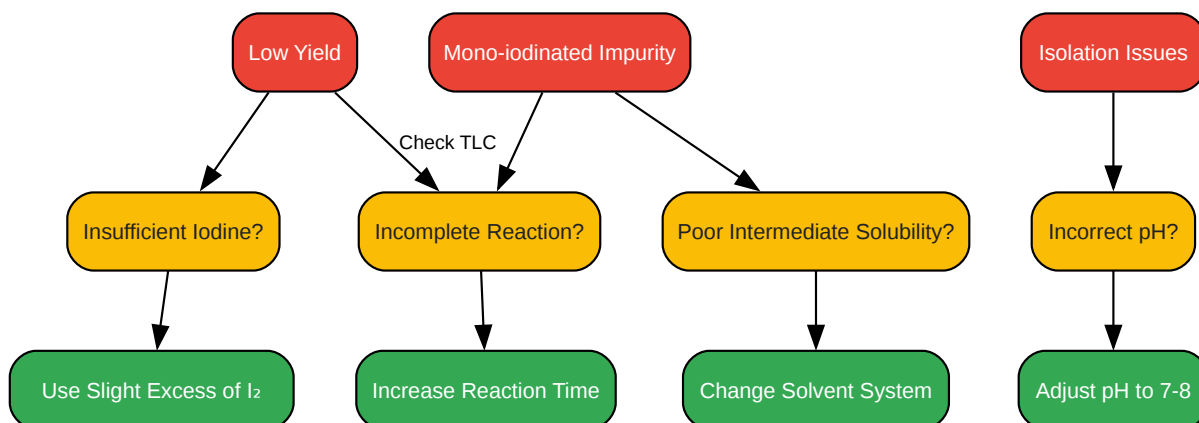 Low Yield
Mono-iodinated Impurity
Isolation Issues
Check TLC
Insufficient Iodine?
Incomplete Reaction?
Poor Intermediate Solubility?
Incorrect pH?
Use Slight Excess of I₂
Increase Reaction Time
Change Solvent System
Adjust pH to 7-8